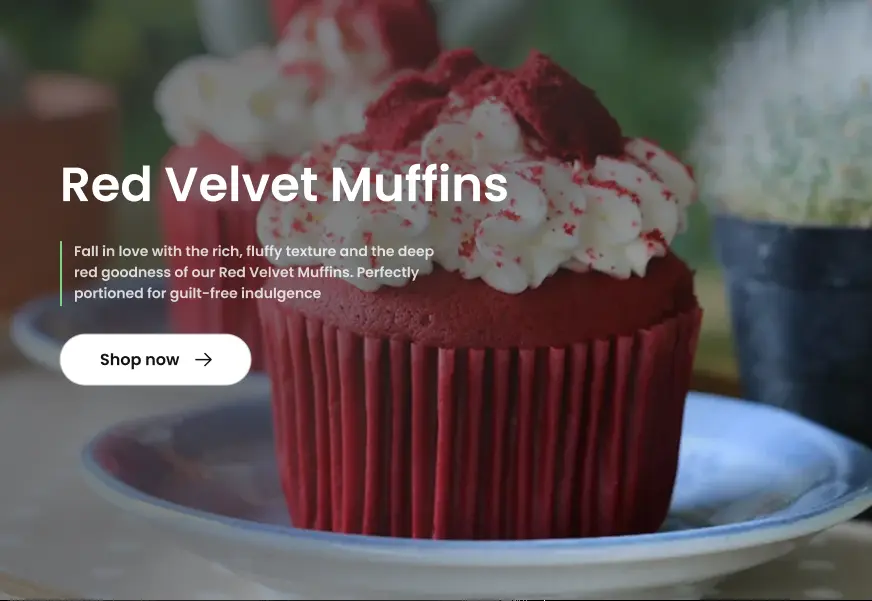 Red Velvet Muffins
Fall in love with the rich, fluffy texture and the deep
red goodness of our Red Velvet Muffins. Perfectly
portioned for guilt-free indulgence
Shop now